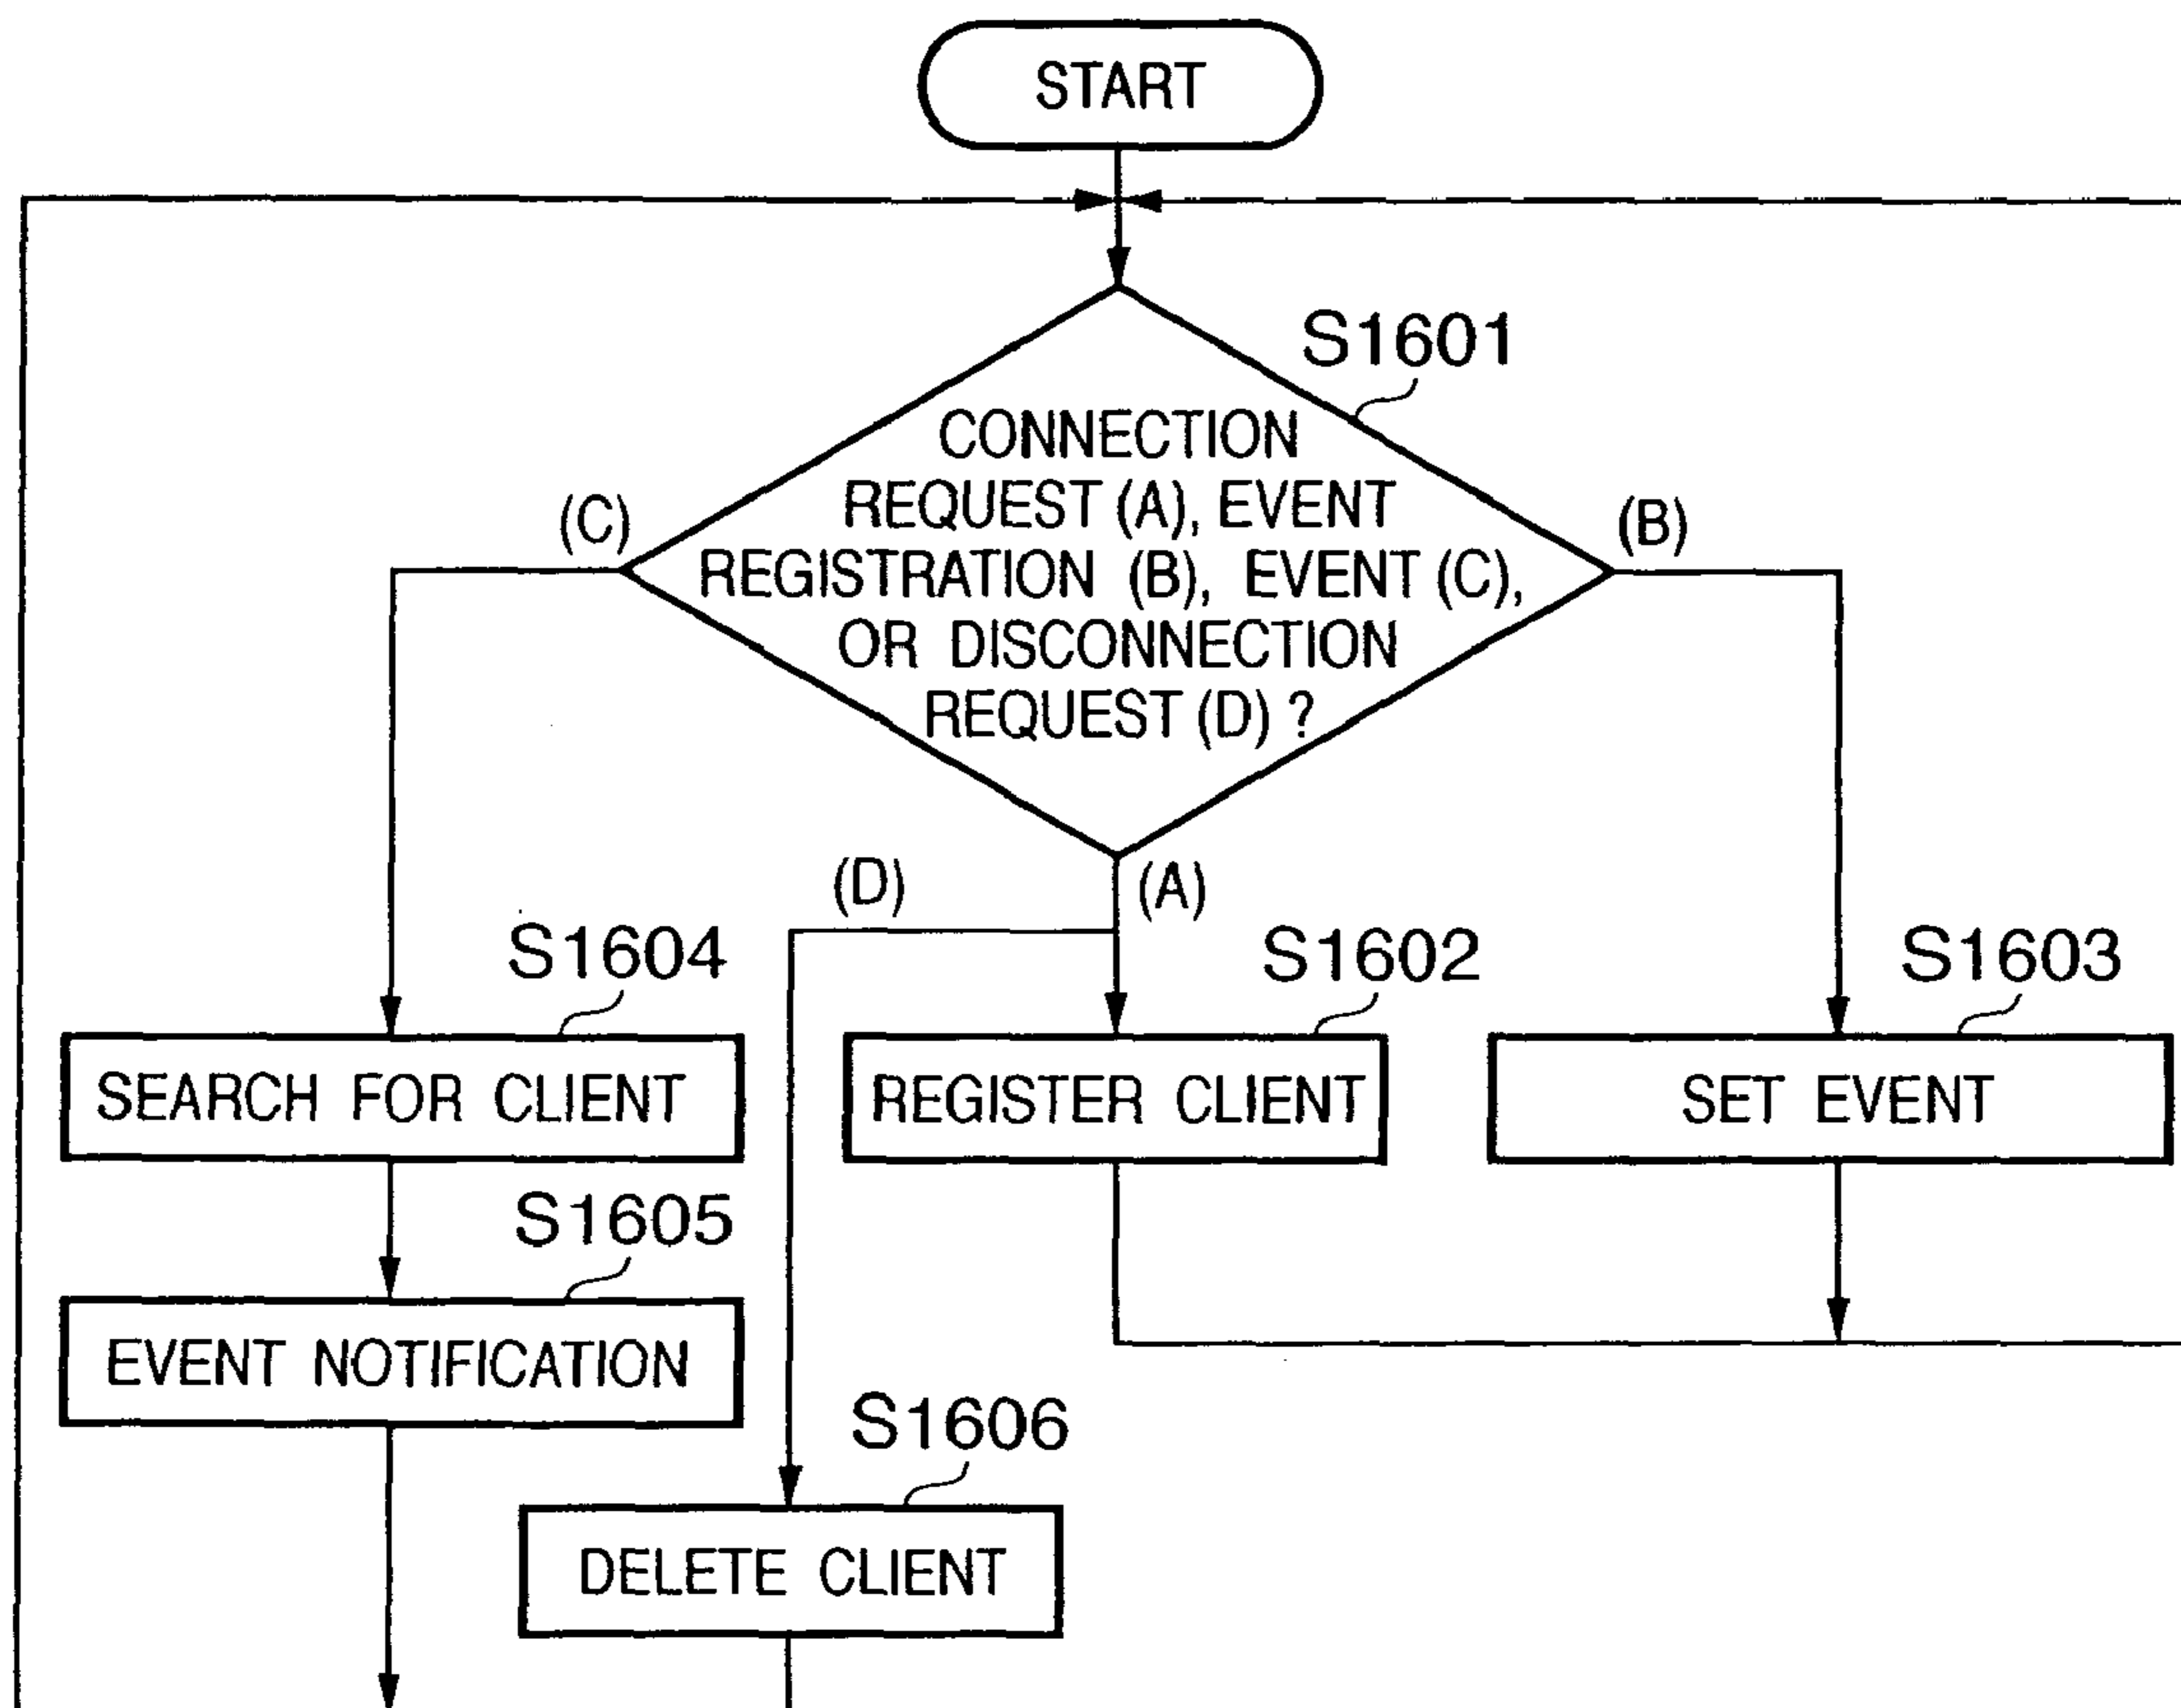 START
S1601
CONNECTION
REQUEST (A), EVENT
REGISTRATION (B), EVENT (C),
OR DISCONNECTION
REQUEST (D) ?
(C)
(B)
(D)
(A)
S1604
S1602
S1603
SEARCH FOR CLIENT
REGISTER CLIENT
SET EVENT
S1605
EVENT NOTIFICATION
S1606
DELETE CLIENT